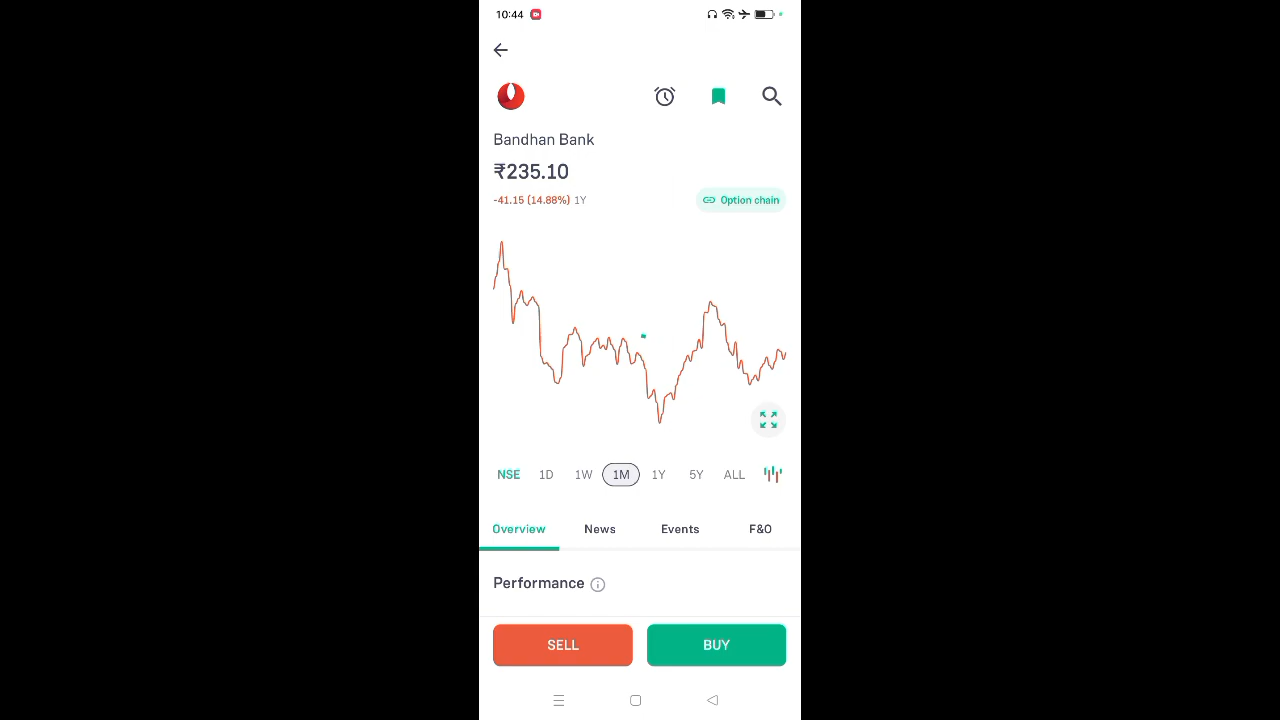 10:44
Bandhan Bank
₹235.10
-41.15 (14.88%) 1Y
Option chain
NSE 1D 1W 1M 1Y 5Y ALL
Overview News Events F&O
Performance
SELL BUY